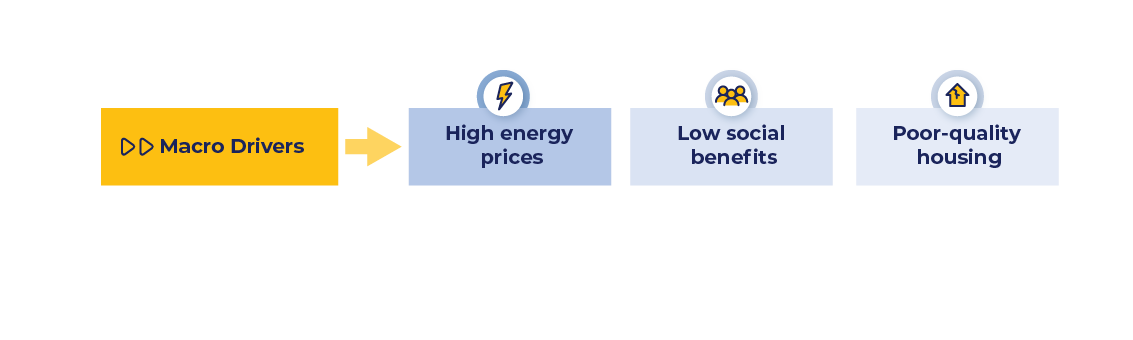 Macro Drivers
High energy
prices
Low social
benefits
Poor-quality
housing